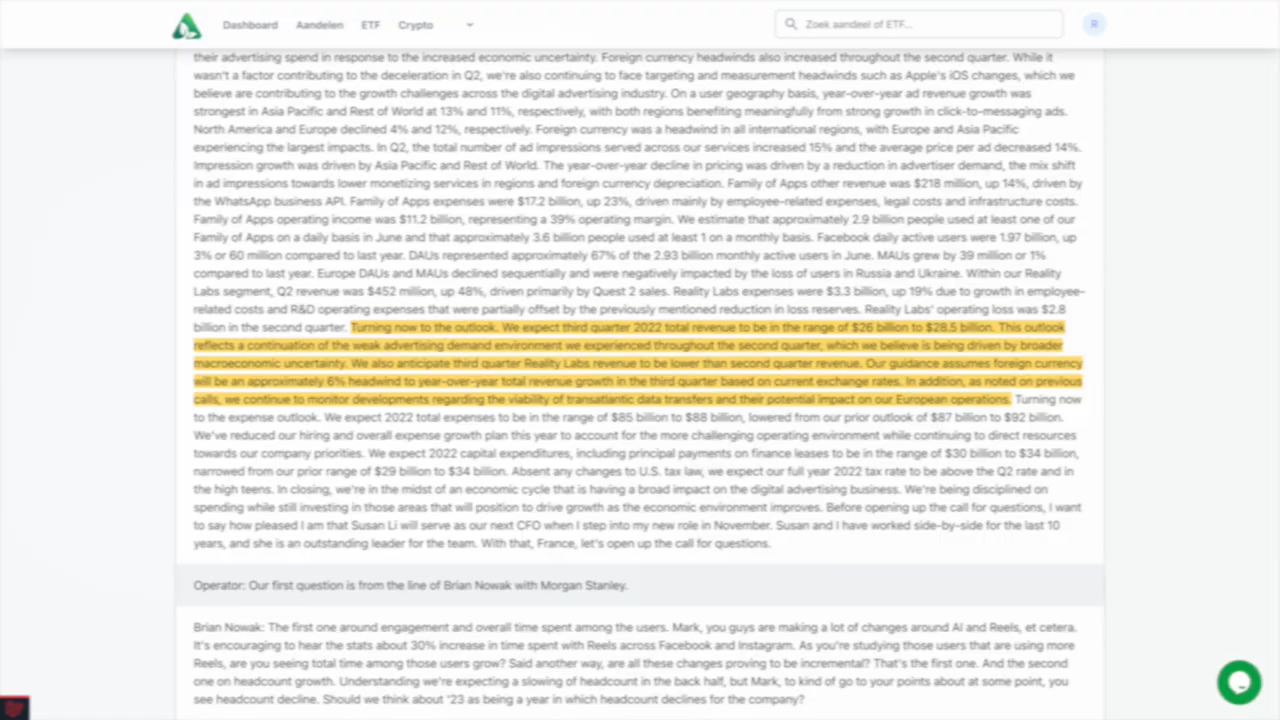 Dashboard Aandelen ETF Crypto
Zoek aandeel of ETF...
R
their advertising spend in response to the increased economic uncertainty. Foreign currency headwinds also increased throughout the second quarter. While it
wasn't a factor contributing to the deceleration in Q2, we're also continuing to face targeting and measurement headwinds such as Apple's iOS changes, which we
believe are contributing to the growth challenges across the digital advertising industry. On a user geography basis, year-over-year ad revenue growth was
strongest in Asia Pacific and Rest of World at 13% and 11%, respectively, with both regions benefiting meaningfully from strong growth in click-to-messaging ads.
North America and Europe declined 4% and 12%, respectively. Foreign currency was a headwind in all international regions, with Europe and Asia Pacific
experiencing the largest impacts. In Q2, the total number of ad impressions served across our services increased 15% and the average price per ad decreased 14%.
Impression growth was driven by Asia Pacific and Rest of World. The year-over-year decline in pricing was driven by a reduction in advertiser demand, the mix shift
in ad impressions towards lower monetizing services in regions and foreign currency depreciation. Family of Apps other revenue was $218 million, up 14%, driven by
the WhatsApp business API. Family of Apps expenses were $17.2 billion, up 23%, driven mainly by employee-related expenses, legal costs and infrastructure costs.
Family of Apps operating income was $11.2 billion, representing a 39% operating margin. We estimate that approximately 2.9 billion people used at least one of our
Family of Apps on a daily basis in June and that approximately 3.6 billion people used at least 1 on a monthly basis. Facebook daily active users were 1.97 billion, up
3% or 60 million compared to last year. DAUs represented approximately 67% of the 2.93 billion monthly active users in June. MAUs grew by 39 million or 1%
compared to last year. Europe DAUs and MAUs declined sequentially and were negatively impacted by the loss of users in Russia and Ukraine. Within our Reality
Labs segment, Q2 revenue was $452 million, up 48%, driven primarily by Quest 2 sales. Reality Labs expenses were $3.3 billion, up 19% due to growth in employee-
related costs and R&D operating expenses that were partially offset by the previously mentioned reduction in loss reserves. Reality Labs' operating loss was $2.8
billion in the second quarter. Turning now to the outlook. We expect third quarter 2022 total revenue to be in the range of $26 billion to $28.5 billion. This outlook
reflects a continuation of the weak advertising demand environment we experienced throughout the second quarter, which we believe is being driven by broader
macroeconomic uncertainty. We also anticipate third quarter Reality Labs revenue to be lower than second quarter revenue. Our guidance assumes foreign currency
will be an approximately 6% headwind to year-over-year total revenue growth in the third quarter based on current exchange rates. In addition, as noted on previous
calls, we continue to monitor developments regarding the viability of transatlantic data transfers and their potential impact on our European operations. Turning now
to the expense outlook. We expect 2022 total expenses to be in the range of $85 billion to $88 billion, lowered from our prior outlook of $87 billion to $92 billion.
We've reduced our hiring and overall expense growth plan this year to account for the more challenging operating environment while continuing to direct resources
towards our company priorities. We expect 2022 capital expenditures, including principal payments on finance leases to be in the range of $30 billion to $34 billion,
narrowed from our prior range of $29 billion to $34 billion. Absent any changes to U.S. tax law, we expect our full year 2022 tax rate to be above the Q2 rate and in
the high teens. In closing, we're in the midst of an economic cycle that is having a broad impact on the digital advertising business. We're being disciplined on
spending while still investing in those areas that will position to drive growth as the economic environment improves. Before opening up the call for questions, I want
to say how pleased I am that Susan Li will serve as our next CFO when I step into my new role in November. Susan and I have worked side-by-side for the last 10
years, and she is an outstanding leader for the team. With that, France, let's open up the call for questions.
Operator: Our first question is from the line of Brian Nowak with Morgan Stanley.
Brian Nowak: The first one around engagement and overall time spent among the users. Mark, you guys are making a lot of changes around AI and Reels, et cetera.
It's encouraging to hear the stats about 30% increase in time spent with Reels across Facebook and Instagram. As you're studying those users that are using more
Reels, are you seeing total time among those users grow? Said another way, are all these changes proving to be incremental? That's the first one. And the second
one on headcount growth. Understanding we're expecting a slowing of headcount in the back half, but Mark, to kind of go to your points about at some point, you
see headcount decline. Should we think about '23 as being a year in which headcount declines for the company?